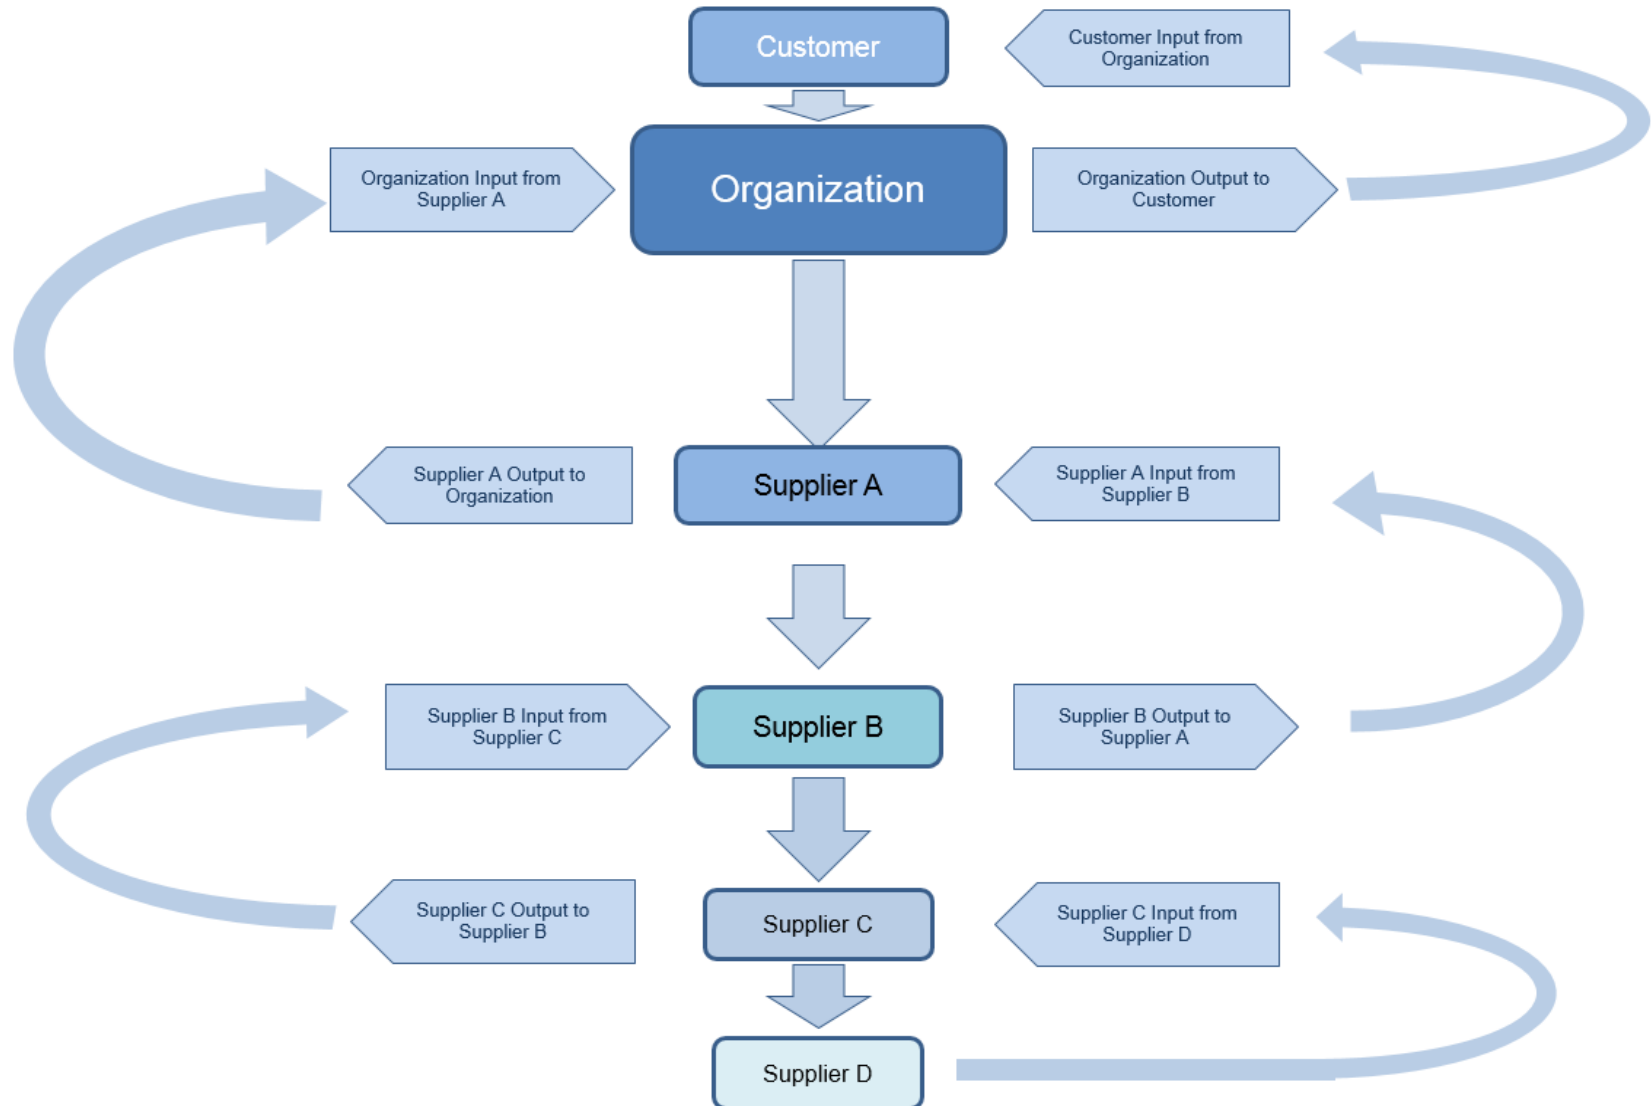 Customer
Customer Input from
Organization
Organization Input from
Supplier A
Organization
Organization Output to
Customer
Supplier A Output to
Organization
Supplier A
Supplier A Input from
Supplier B
Supplier B Input from
Supplier C
Supplier B
Supplier B Output to
Supplier A
Supplier C Output to
Supplier B
Supplier C
Supplier C Input from
Supplier D
Supplier D